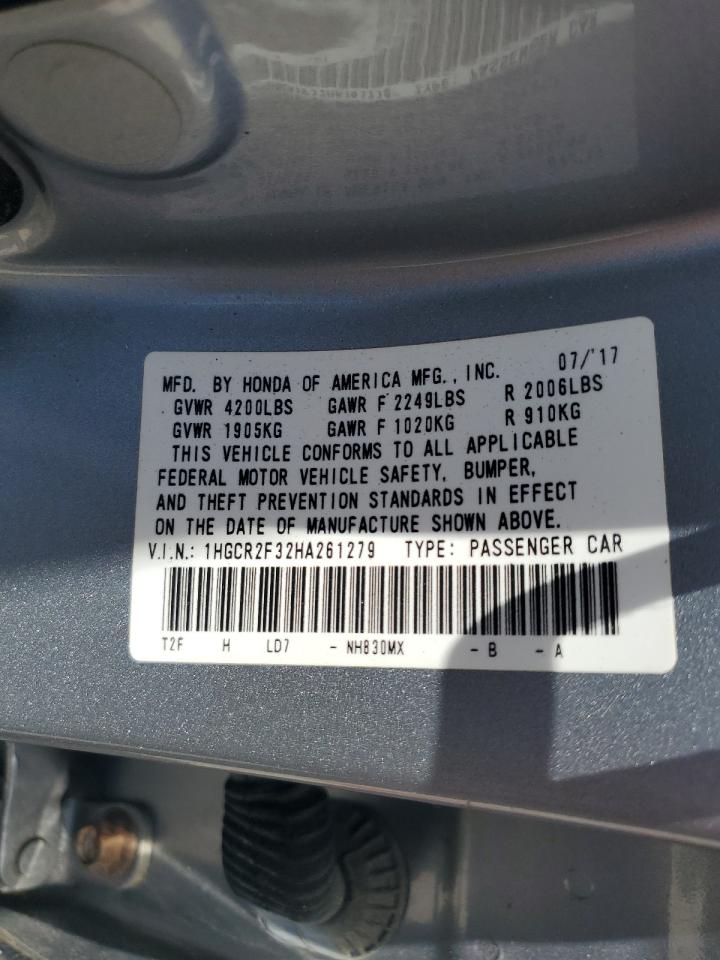 MFD. BY HONDA OF AMERICA MFG., INC. 07/'17
GVWR 4200LBS GAWR F 2249LBS R 2006LBS
GVWR 1905KG GAWR F 1020KG R 910KG
THIS VEHICLE CONFORMS TO ALL APPLICABLE
FEDERAL MOTOR VEHICLE SAFETY, BUMPER,
AND THEFT PREVENTION STANDARDS IN EFFECT
ON THE DATE OF MANUFACTURE SHOWN ABOVE.
V.I.N.: 1HGCR2F32HA261279 TYPE: PASSENGER CAR
T2F H LD7 - NH830MX - B - A